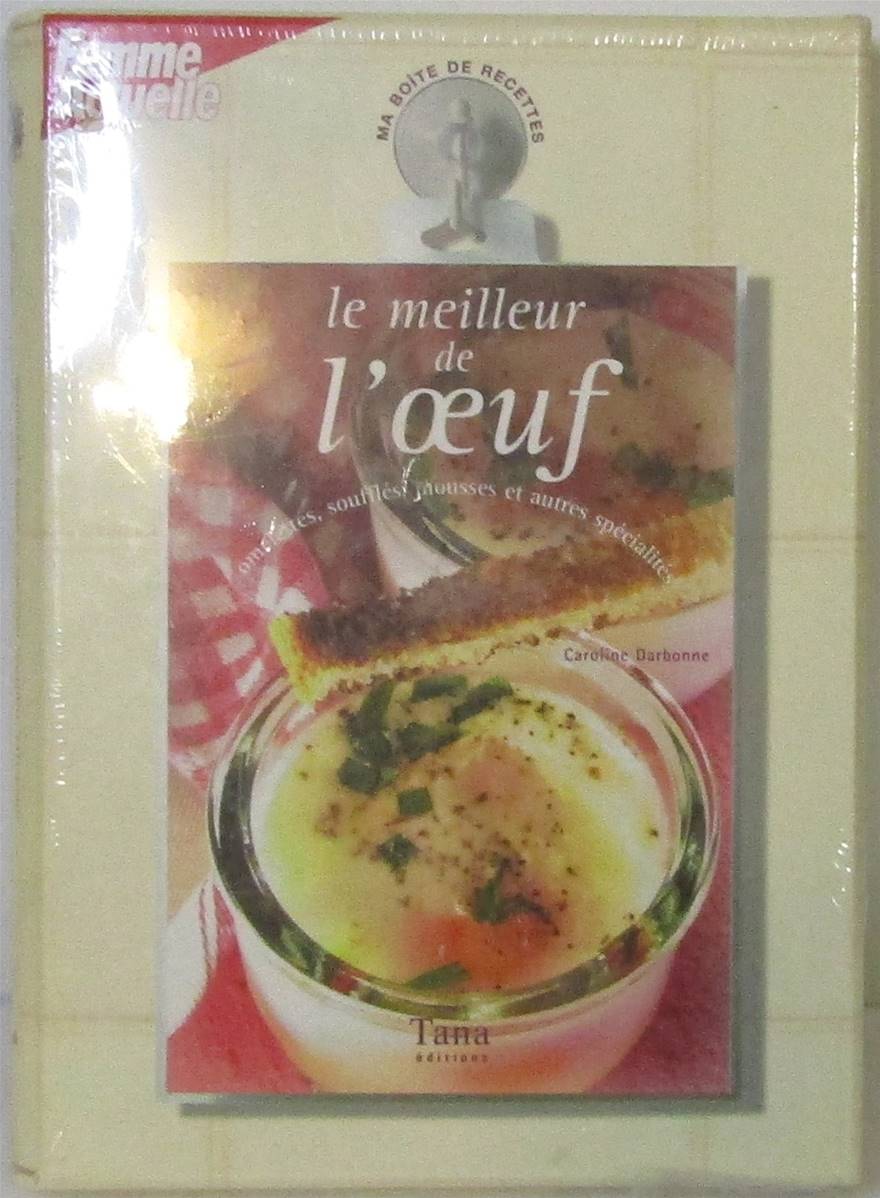 Femme
MA BOÎTE DE RECETTES
le meilleur
de
l'œuf
omelettes, soufflés, mousses et autres spécialités
Caroline Darbonne
Tana
éditions